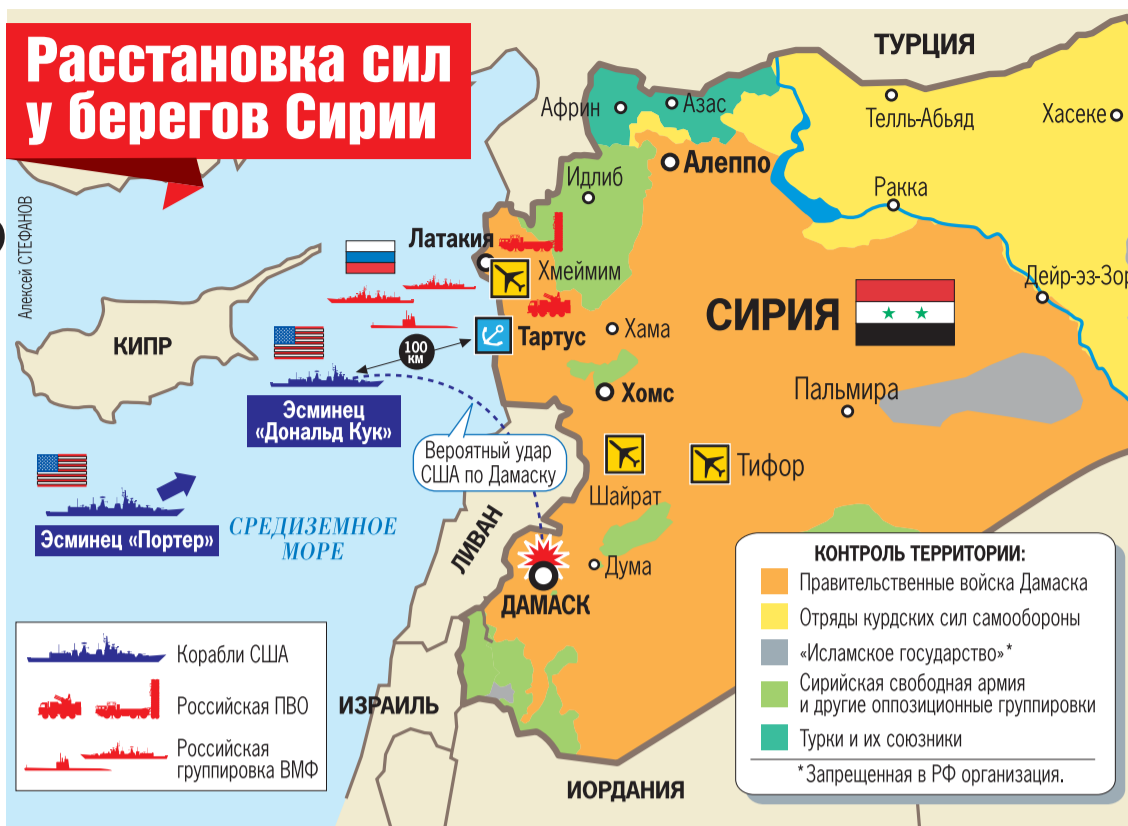 Расстановка сил
у берегов Сирии
Алексей СТЕФАНОВ
ТУРЦИЯ
Африн
Азас
Телль-Абьяд
Хасеке
Алеппо
Идлиб
Ракка
Латакия
Хмеймим
Дейр-эз-Зор
СИРИЯ
КИПР
100
КМ
Тартус
Хама
Хомс
Пальмира
Эсминец
«Дональд Кук»
Вероятный удар
США по Дамаску
Шайрат
Тифор
Эсминец «Портер»
СРЕДИЗЕМНОЕ
МОРЕ
ЛИВАН
Дума
ДАМАСК
ИЗРАИЛЬ
ИОРДАНИЯ
Корабли США
Российская ПВО
Российская
группировка ВМФ
КОНТРОЛЬ ТЕРРИТОРИИ:
Правительственные войска Дамаска
Отряды курдских сил самообороны
«Исламское государство»*
Сирийская свободная армия
и другие оппозиционные группировки
Турки и их союзники
*Запрещенная в РФ организация.